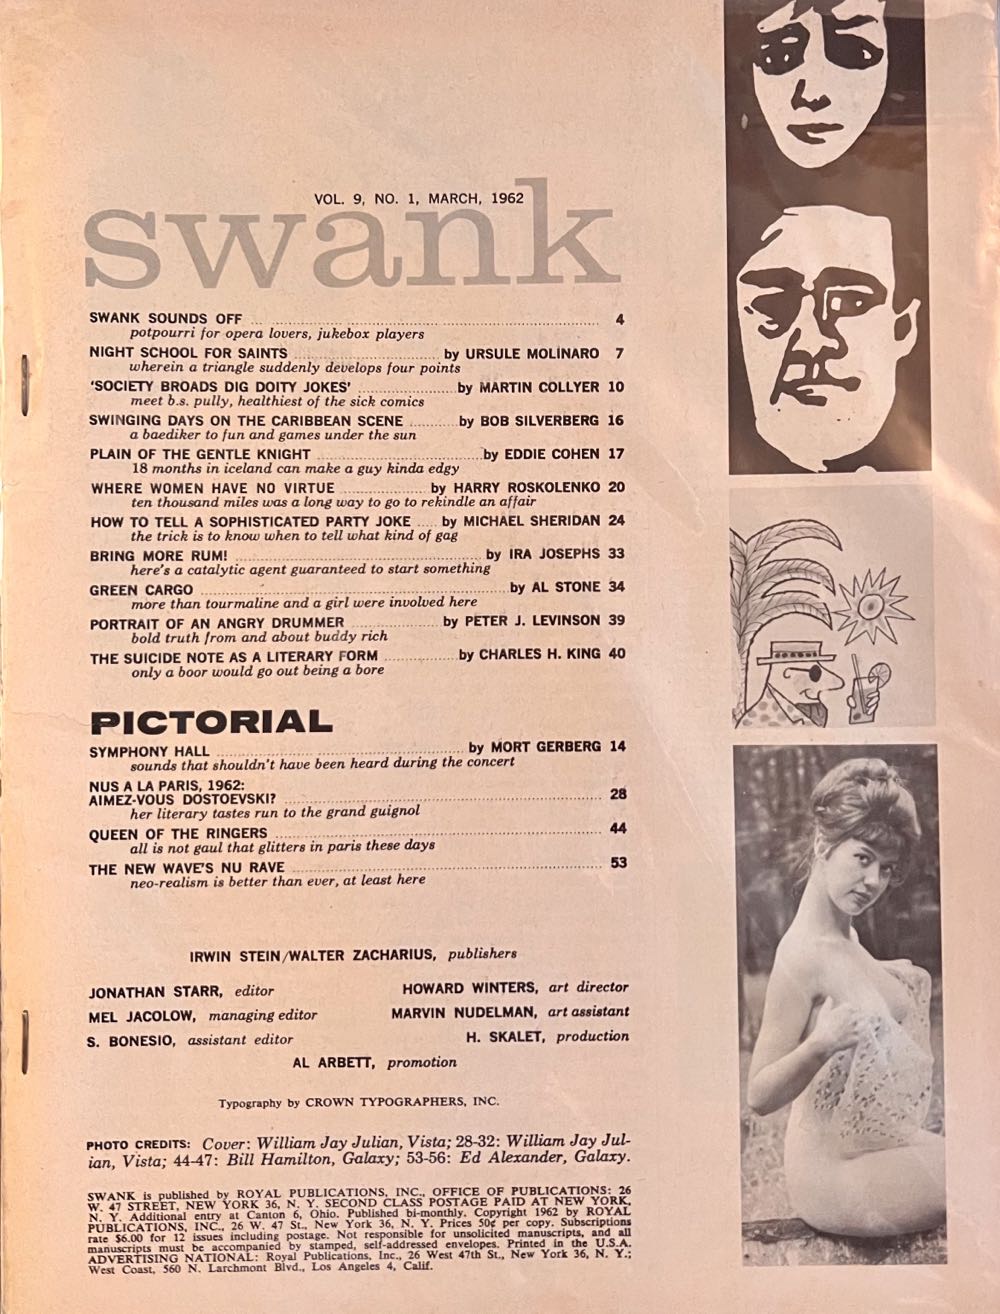 VOL. 9, NO. 1, MARCH, 1962
swank
SWANK SOUNDS OFF 4
potpourri for opera lovers, jukebox players
NIGHT SCHOOL FOR SAINTS by URSULE MOLINARO 7
wherein a triangle suddenly develops four points
‘SOCIETY BROADS DIG DOITY JOKES’ by MARTIN COLLYER 10
meet b.s. pully, healthiest of the sick comics
SWINGING DAYS ON THE CARIBBEAN SCENE by BOB SILVERBERG 16
a baediker to fun and games under the sun
PLAIN OF THE GENTLE KNIGHT by EDDIE COHEN 17
18 months in iceland can make a guy kinda edgy
WHERE WOMEN HAVE NO VIRTUE by HARRY ROSKOLENKO 20
ten thousand miles was a long way to go to rekindle an affair
HOW TO TELL A SOPHISTICATED PARTY JOKE by MICHAEL SHERIDAN 24
the trick is to know when to tell what kind of gag
BRING MORE RUM! by IRA JOSEPHS 33
here's a catalytic agent guaranteed to start something
GREEN CARGO by AL STONE 34
more than tourmaline and a girl were involved here
PORTRAIT OF AN ANGRY DRUMMER by PETER J. LEVINSON 39
bold truth from and about buddy rich
THE SUICIDE NOTE AS A LITERARY FORM by CHARLES H. KING 40
only a boor would go out being a bore
PICTORIAL
SYMPHONY HALL by MORT GERBERG 14
sounds that shouldn't have been heard during the concert
NUS A LA PARIS, 1962:
AIMEZ-VOUS DOSTOEVSKI? 28
her literary tastes run to the grand guignol
QUEEN OF THE RINGERS 44
all is not gaul that glitters in paris these days
THE NEW WAVE'S NU RAVE 53
neo-realism is better than ever, at least here
IRWIN STEIN/WALTER ZACHARIUS, publishers
JONATHAN STARR, editor HOWARD WINTERS, art director
MEL JACOLOW, managing editor MARVIN NUDELMAN, art assistant
S. BONESIO, assistant editor H. SKALET, production
AL ARBETT, promotion
Typography by CROWN TYPOGRAPHERS, INC.
PHOTO CREDITS: Cover: William Jay Julian, Vista; 28-32: William Jay Jul-
ian, Vista; 44-47: Bill Hamilton, Galaxy; 53-56: Ed Alexander, Galaxy.
SWANK is published by ROYAL PUBLICATIONS, INC., OFFICE OF PUBLICATIONS: 26
W. 47 STREET, NEW YORK 36, N. Y. SECOND CLASS POSTAGE PAID AT NEW YORK,
N. Y. Additional entry at Canton 6, Ohio. Published bi-monthly. Copyright 1962 by ROYAL
PUBLICATIONS, INC., 26 W. 47 St., New York 36, N. Y. Prices 50¢ per copy. Subscriptions
rate $6.00 for 12 issues including postage. Not responsible for unsolicited manuscripts, and all
manuscripts must be accompanied by stamped, self-addressed envelopes. Printed in the U.S.A.
ADVERTISING NATIONAL: Royal Publications, Inc., 26 West 47th St., New York 36, N. Y.;
West Coast, 560 N. Larchmont Blvd., Los Angeles 4, Calif.